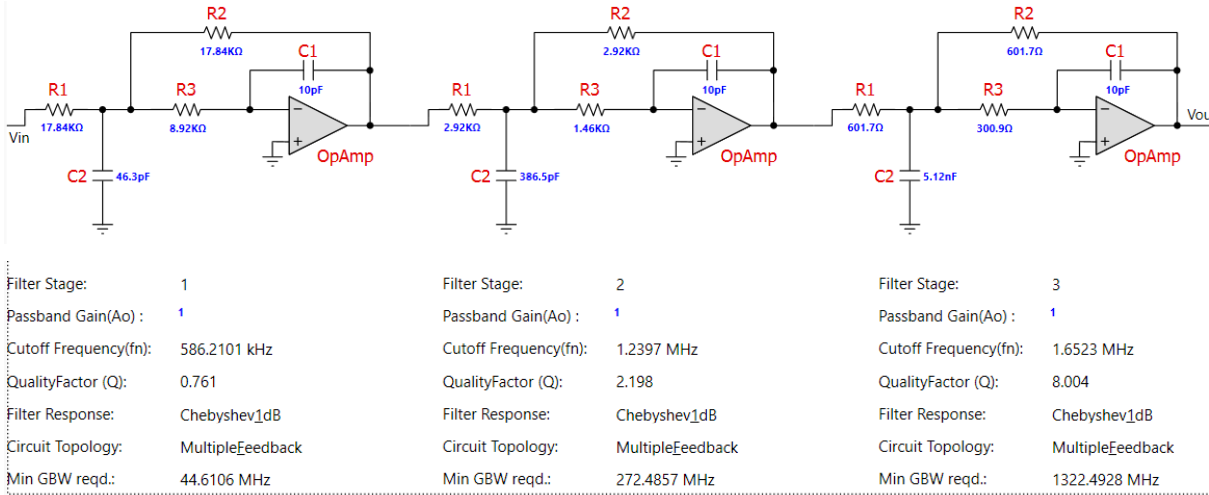 R2 R2 R2
17.84KΩ 2.92KΩ 601.7Ω
C1 C1 C1
10pF 10pF 10pF
R1 R3 R1 R3 R1 R3
17.84KΩ 8.92KΩ 2.92KΩ 1.46KΩ 601.7Ω 300.9Ω
Vin Vou
OpAmp OpAmp OpAmp
C2 46.3pF C2 386.5pF C2 5.12nF
Filter Stage: 1 Filter Stage: 2 Filter Stage: 3
Passband Gain(Ao) : 1 Passband Gain(Ao) : 1 Passband Gain(Ao) : 1
Cutoff Frequency(fn): 586.2101 kHz Cutoff Frequency(fn): 1.2397 MHz Cutoff Frequency(fn): 1.6523 MHz
QualityFactor (Q): 0.761 QualityFactor (Q): 2.198 QualityFactor (Q): 8.004
Filter Response: Chebyshev1dB Filter Response: Chebyshev1dB Filter Response: Chebyshev1dB
Circuit Topology: MultipleFeedback Circuit Topology: MultipleFeedback Circuit Topology: MultipleFeedback
Min GBW reqd.: 44.6106 MHz Min GBW reqd.: 272.4857 MHz Min GBW reqd.: 1322.4928 MHz